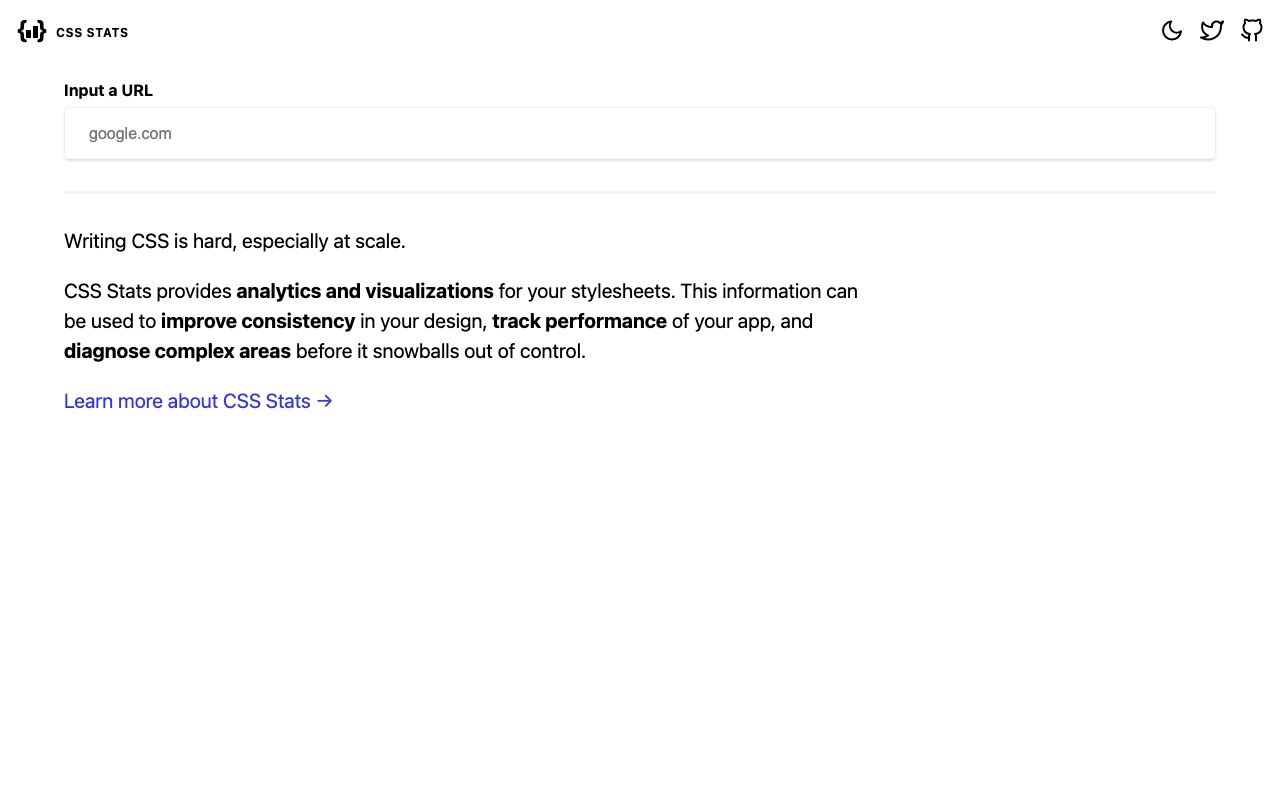 CSS STATS
Input a URL
google.com
Writing CSS is hard, especially at scale.
CSS Stats provides analytics and visualizations for your stylesheets. This information can
be used to improve consistency in your design, track performance of your app, and
diagnose complex areas before it snowballs out of control.
Learn more about CSS Stats →